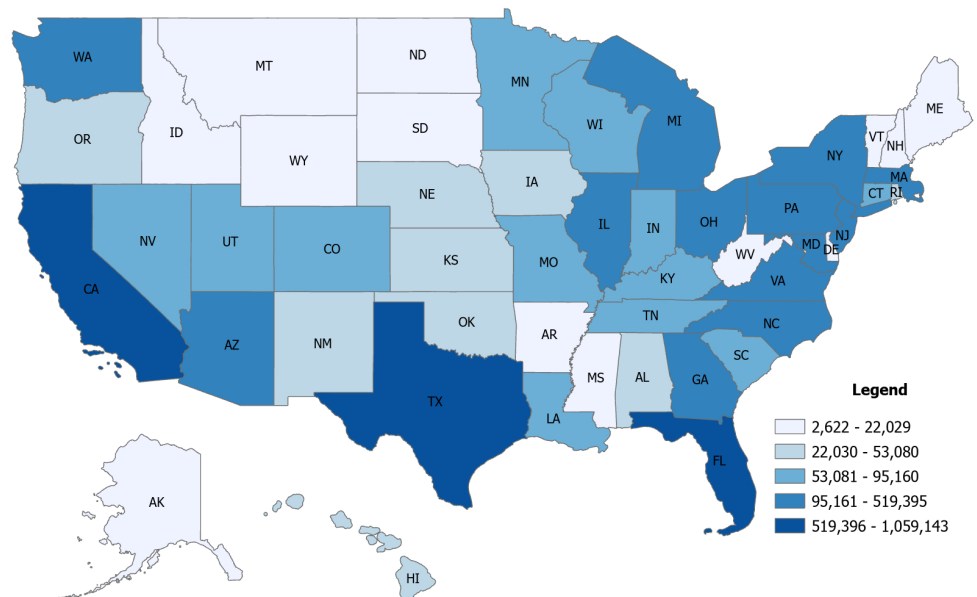 WA
MT
ND
MN
OR
ID
WY
SD
WI
MI
VT
NH
ME
NY
MA
CT
RI
NV
UT
CO
NE
IA
KS
MO
IL
IN
OH
PA
NJ
MD
DE
WV
VA
KY
CA
AZ
NM
OK
AR
TN
NC
SC
TX
LA
MS
AL
GA
FL
AK
HI
Legend
2,622 - 22,029
22,030 - 53,080
53,081 - 95,160
95,161 - 519,395
519,396 - 1,059,143